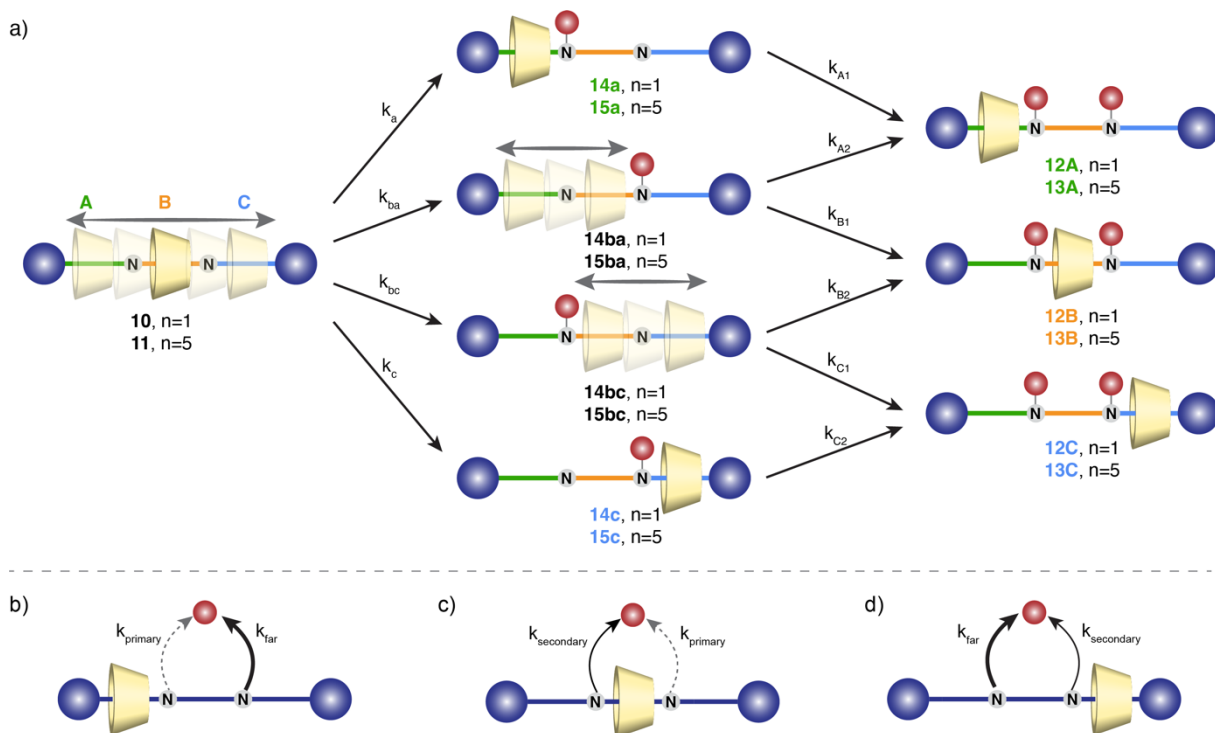 a)
N N
14a, n=1
15a, n=5
k_a
k_A1
N N
12A, n=1
13A, n=5
k_A2
k_ba
N N
14ba, n=1
15ba, n=5
A B C
N N
10, n=1
11, n=5
k_B1
N N
12B, n=1
13B, n=5
k_bc
k_B2
N N
14bc, n=1
15bc, n=5
k_c
k_C1
N N
12C, n=1
13C, n=5
k_C2
N N
14c, n=1
15c, n=5
b)
k_primary k_far
N N
c)
k_secondary k_primary
N N
d)
k_far k_secondary
N N